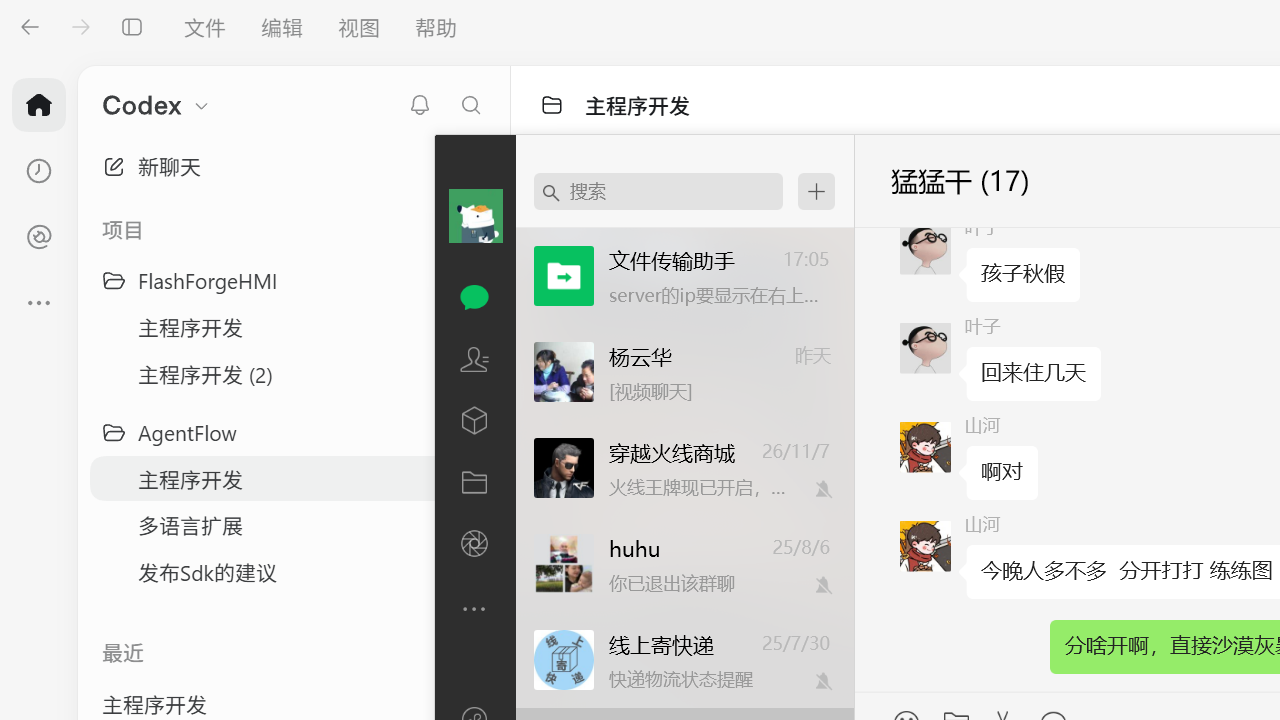 文件 编辑 视图 帮助
Codex
主程序开发
新聊天
项目
FlashForgeHMI
主程序开发
主程序开发 (2)
AgentFlow
主程序开发
多语言扩展
发布Sdk的建议
最近
主程序开发
搜索
文件传输助手 17:05
server的ip要显示在右上...
杨云华 昨天
[视频聊天]
穿越火线商城 26/11/7
火线王牌现已开启，...
huhu 25/8/6
你已退出该群聊
线上寄快递 25/7/30
快递物流状态提醒
猛猛干 (17)
叶子
孩子秋假
叶子
回来住几天
山河
啊对
山河
今晚人多不多 分开打打 练练图
分啥开啊，直接沙漠灰